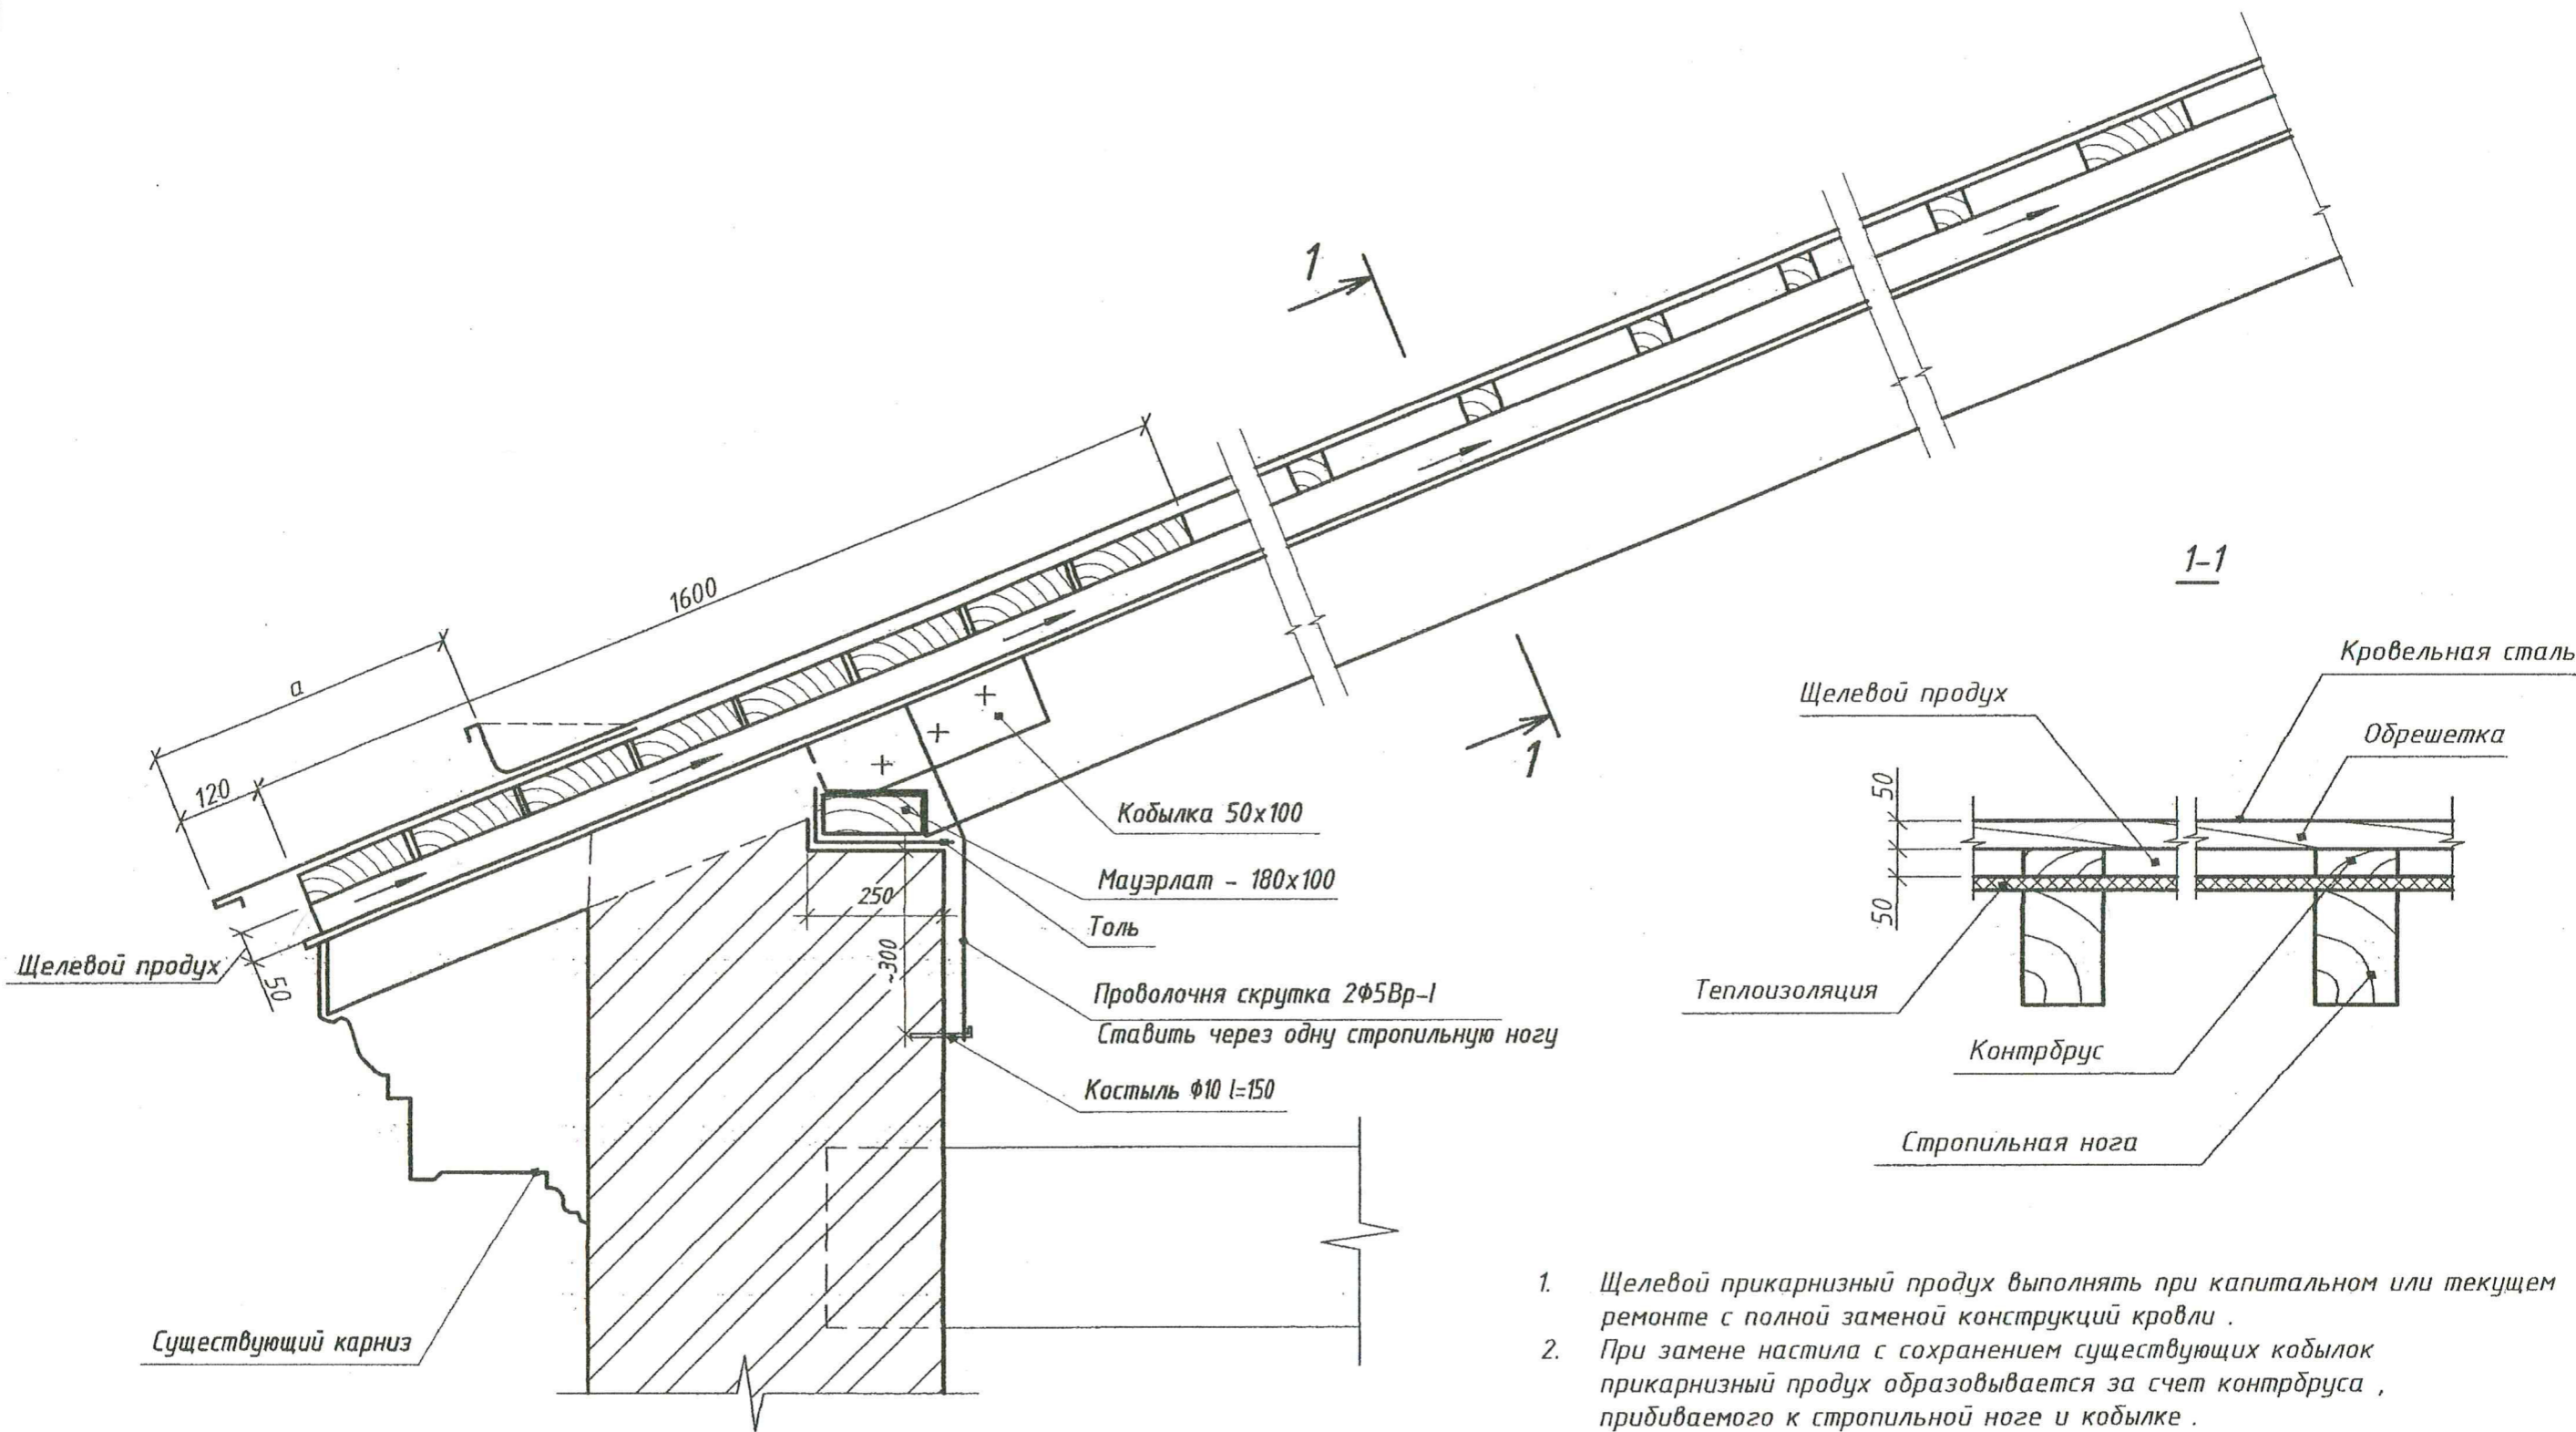 1
1-1
1600
Кровельная сталь
Щелевой продух
а
Обрешетка
120
50
1
Кобылка 50x100
Мауэрлат - 180x100
250
Толь
50
~300
Щелевой продух
50
Проволочня скрутка 2Ф5Вр-I
Теплоизоляция
Ставить через одну стропильную ногу
Контрбрус
Костыль Ф10 l=150
Стропильная нога
Существующий карниз
1. Щелевой прикарнизный продух выполнять при капитальном или текущем
ремонте с полной заменой конструкций кровли .
2. При замене настила с сохранением существующих кобылок
прикарнизный продух образовывается за счет контрбруса ,
прибиваемого к стропильной ноге и кобылке .